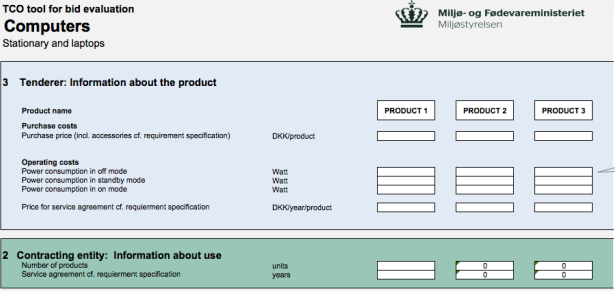 TCO tool for bid evaluation
Computers
Stationary and laptops
Miljø- og Fødevareministeriet
Miljøstyrelsen
3 Tenderer: Information about the product
Product name PRODUCT 1 PRODUCT 2 PRODUCT 3
Purchase costs
Purchase price (incl. accessories cf. requirement specification) DKK/product
Operating costs
Power consumption in off mode Watt
Power consumption in standby mode Watt
Power consumption in on mode Watt
Price for service agreement cf. requierment specification DKK/year/product
2 Contracting entity: Information about use
Number of products units 0 0
Service agreement cf. requierment specification years 0 0